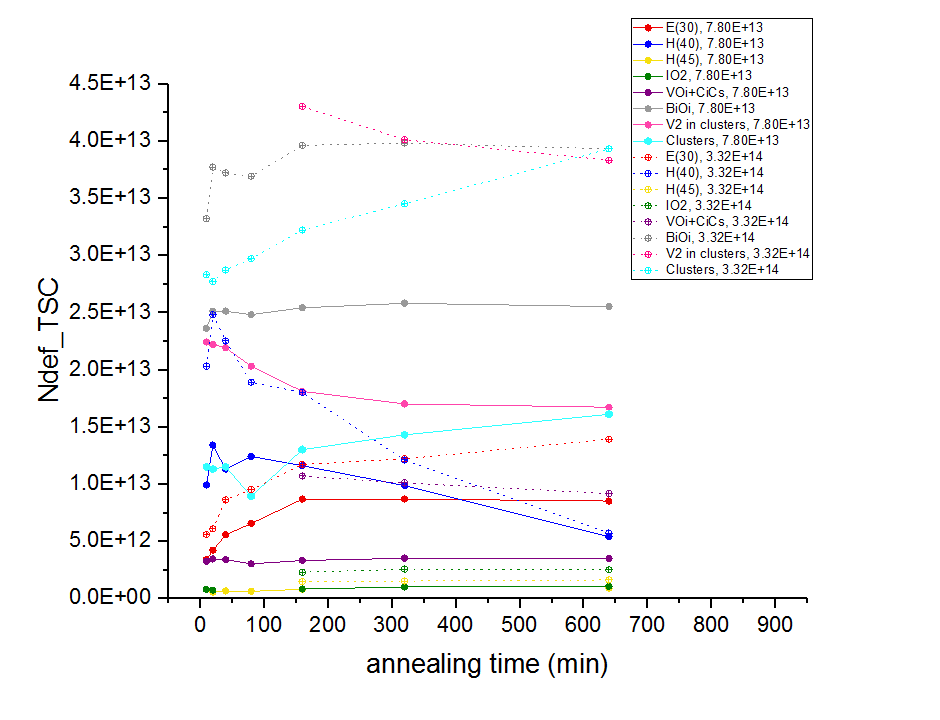 E(30), 7.80E+13
H(40), 7.80E+13
H(45), 7.80E+13
IO2, 7.80E+13
VOi+CiCs, 7.80E+13
BiOi, 7.80E+13
V2 in clusters, 7.80E+13
Clusters, 7.80E+13
E(30), 3.32E+14
H(40), 3.32E+14
H(45), 3.32E+14
IO2, 3.32E+14
VOi+CiCs, 3.32E+14
BiOi, 3.32E+14
V2 in clusters, 3.32E+14
Clusters, 3.32E+14
4.5E+13
4.0E+13
3.5E+13
3.0E+13
2.5E+13
2.0E+13
1.5E+13
1.0E+13
5.0E+12
0.0E+00
Ndef_TSC
0 100 200 300 400 500 600 700 800 900
annealing time (min)